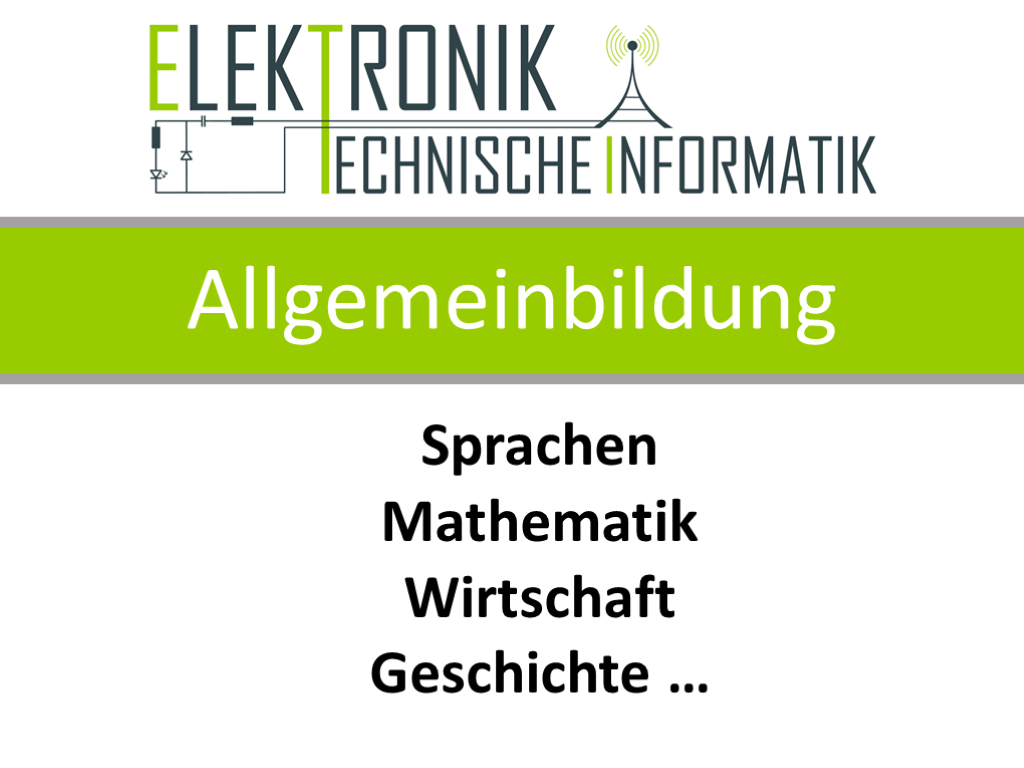 ELEKTRONIK
TECHNISCHE INFORMATIK
Allgemeinbildung
Sprachen
Mathematik
Wirtschaft
Geschichte …